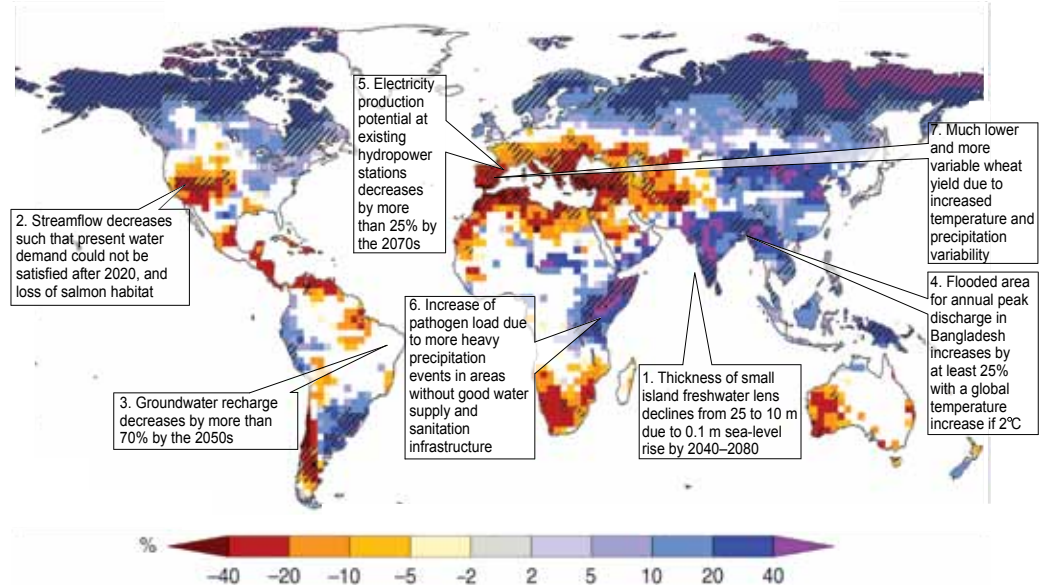 5. Electricity
production
potential at
existing
hydropower
stations
decreases
by more
than 25% by
the 2070s
7. Much lower
and more
variable wheat
yield due to
increased
temperature and
precipitation
variability
2. Streamflow decreases
such that present water
demand could not be
satisfied after 2020, and
loss of salmon habitat
6. Increase of
pathogen load due
to more heavy
precipitation
events in areas
without good water
supply and
sanitation
infrastructure
4. Flooded area
for annual peak
discharge in
Bangladesh
increases by
at least 25%
with a global
temperature
increase if 2°C
3. Groundwater recharge
decreases by more than
70% by the 2050s
1. Thickness of small
island freshwater lens
declines from 25 to 10 m
due to 0.1 m sea-level
rise by 2040–2080
%
–40 –20 –10 –5 –2 2 5 10 20 40